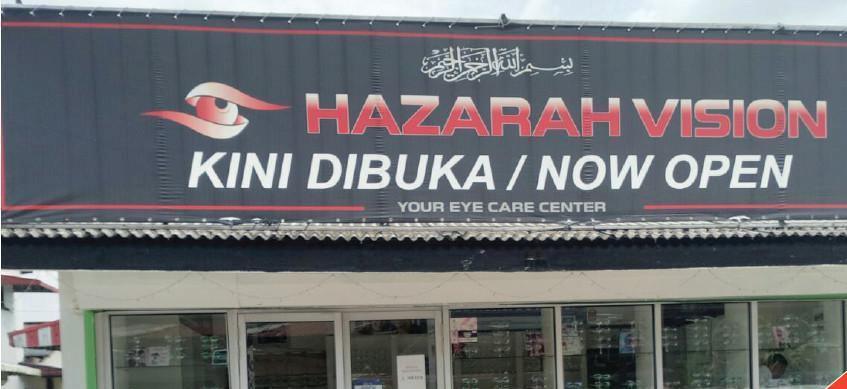 بسم الله الرحمن الرحيم
HAZARAH VISION
KINI DIBUKA / NOW OPEN
YOUR EYE CARE CENTER